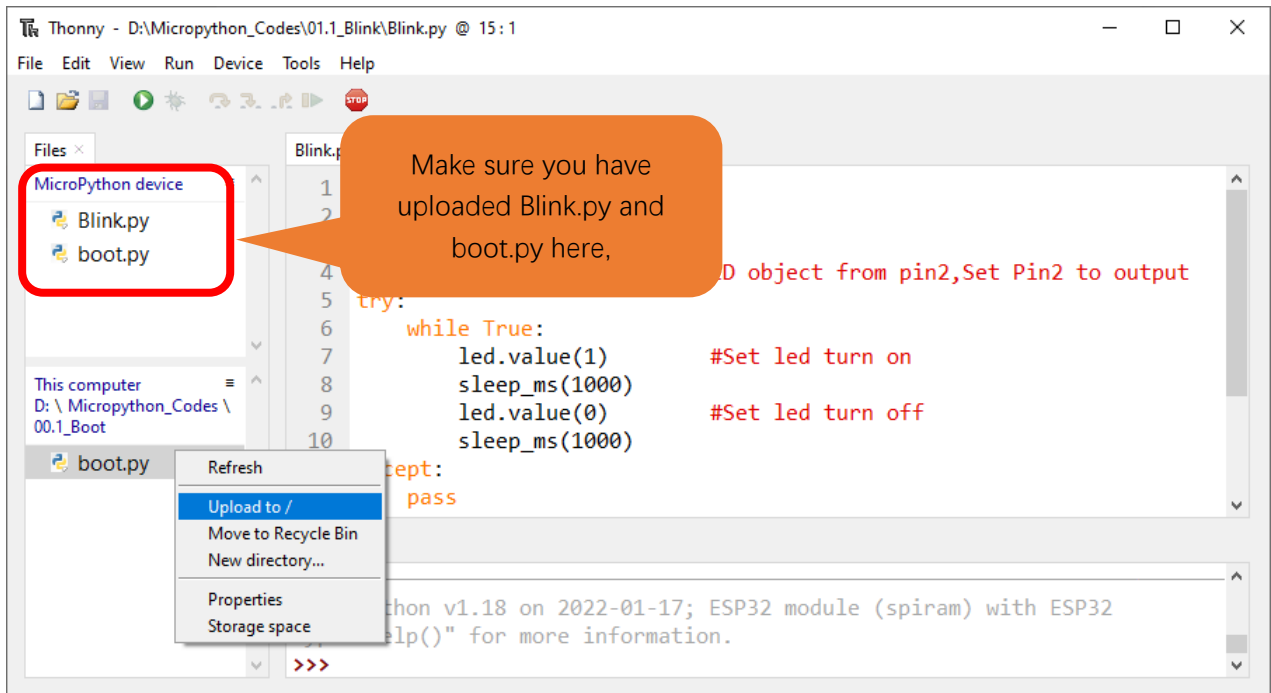 Thonny - D:\Micropython_Codes\01.1_Blink\Blink.py @ 15:1
File Edit View Run Device Tools Help
STOP
Files
MicroPython device
Blink.py
boot.py
This computer
D: \ Micropython_Codes \
00.1_Boot
boot.py
Refresh
Upload to /
Move to Recycle Bin
New directory...
Properties
Storage space
Make sure you have
uploaded Blink.py and
boot.py here,
1
2
4 object from pin2,Set Pin2 to output
5 try:
6 while True:
7 led.value(1) #Set led turn on
8 sleep_ms(1000)
9 led.value(0) #Set led turn off
10 sleep_ms(1000)
pass
v1.18 on 2022-01-17; ESP32 module (spiram) with ESP32
for more information.
>>>